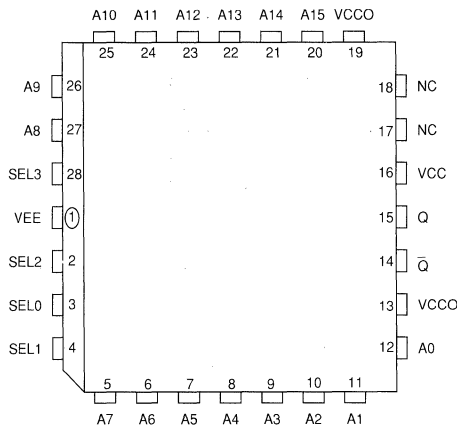 A10 A11 A12 A13 A14 A15 VCCO
25 24 23 22 21 20 19
A9 26 18 NC
A8 27 17 NC
SEL3 28 16 VCC
VEE 1 15 Q
SEL2 2 14 Q̅
SEL0 3 13 VCCO
SEL1 4 12 A0
5 6 7 8 9 10 11
A7 A6 A5 A4 A3 A2 A1